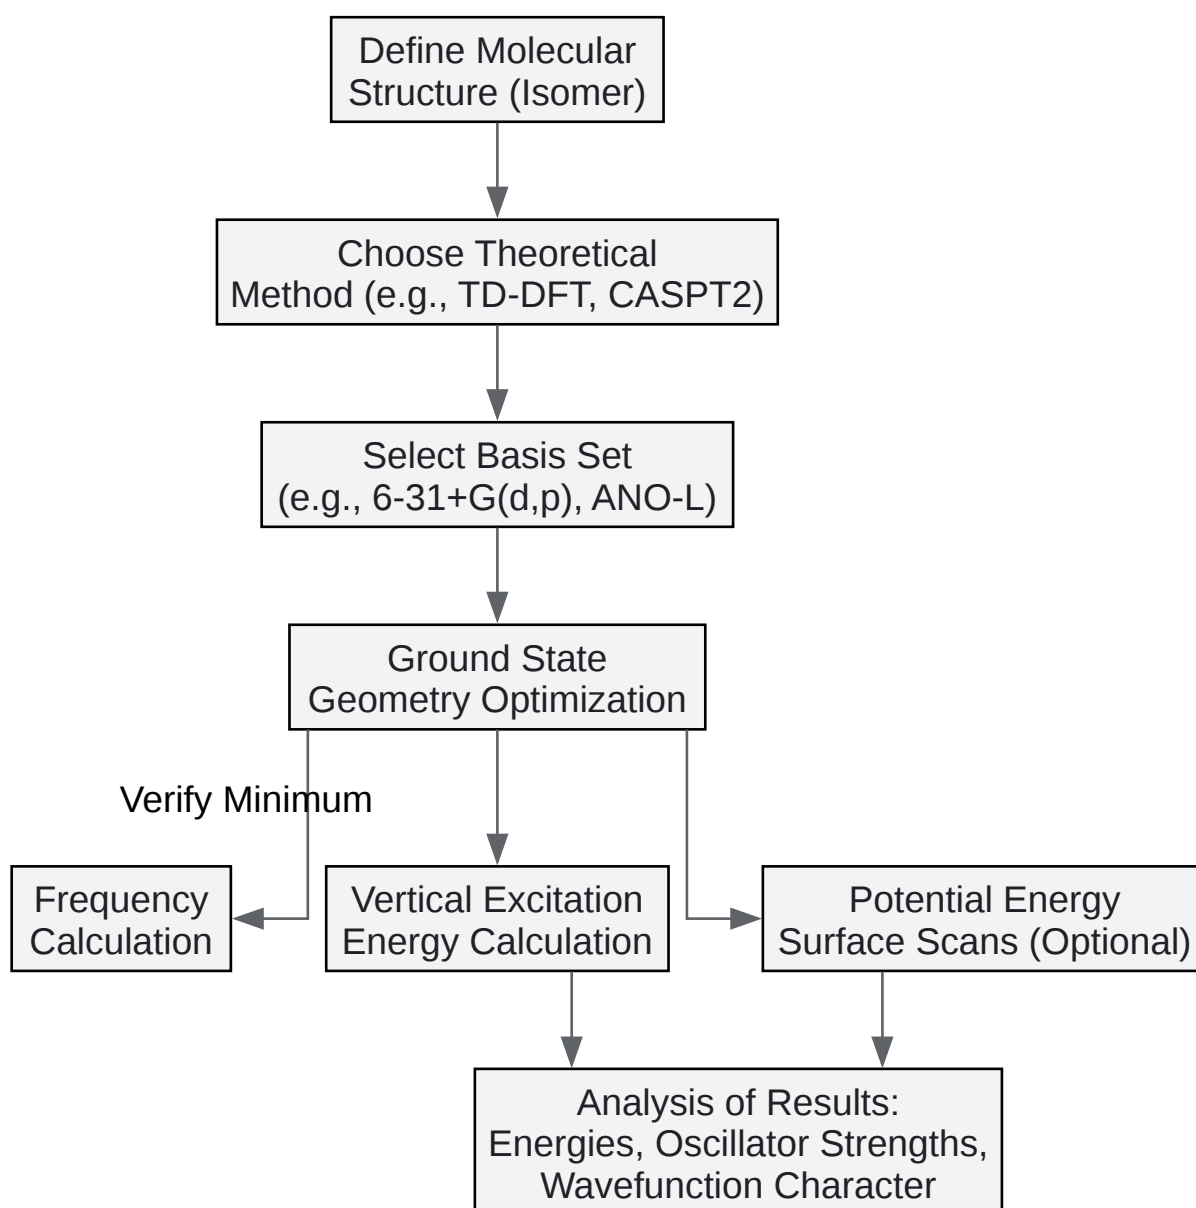 Define Molecular
Structure (Isomer)
Choose Theoretical
Method (e.g., TD-DFT, CASPT2)
Select Basis Set
(e.g., 6-31+G(d,p), ANO-L)
Ground State
Geometry Optimization
Verify Minimum
Frequency
Calculation
Vertical Excitation
Energy Calculation
Potential Energy
Surface Scans (Optional)
Analysis of Results:
Energies, Oscillator Strengths,
Wavefunction Character